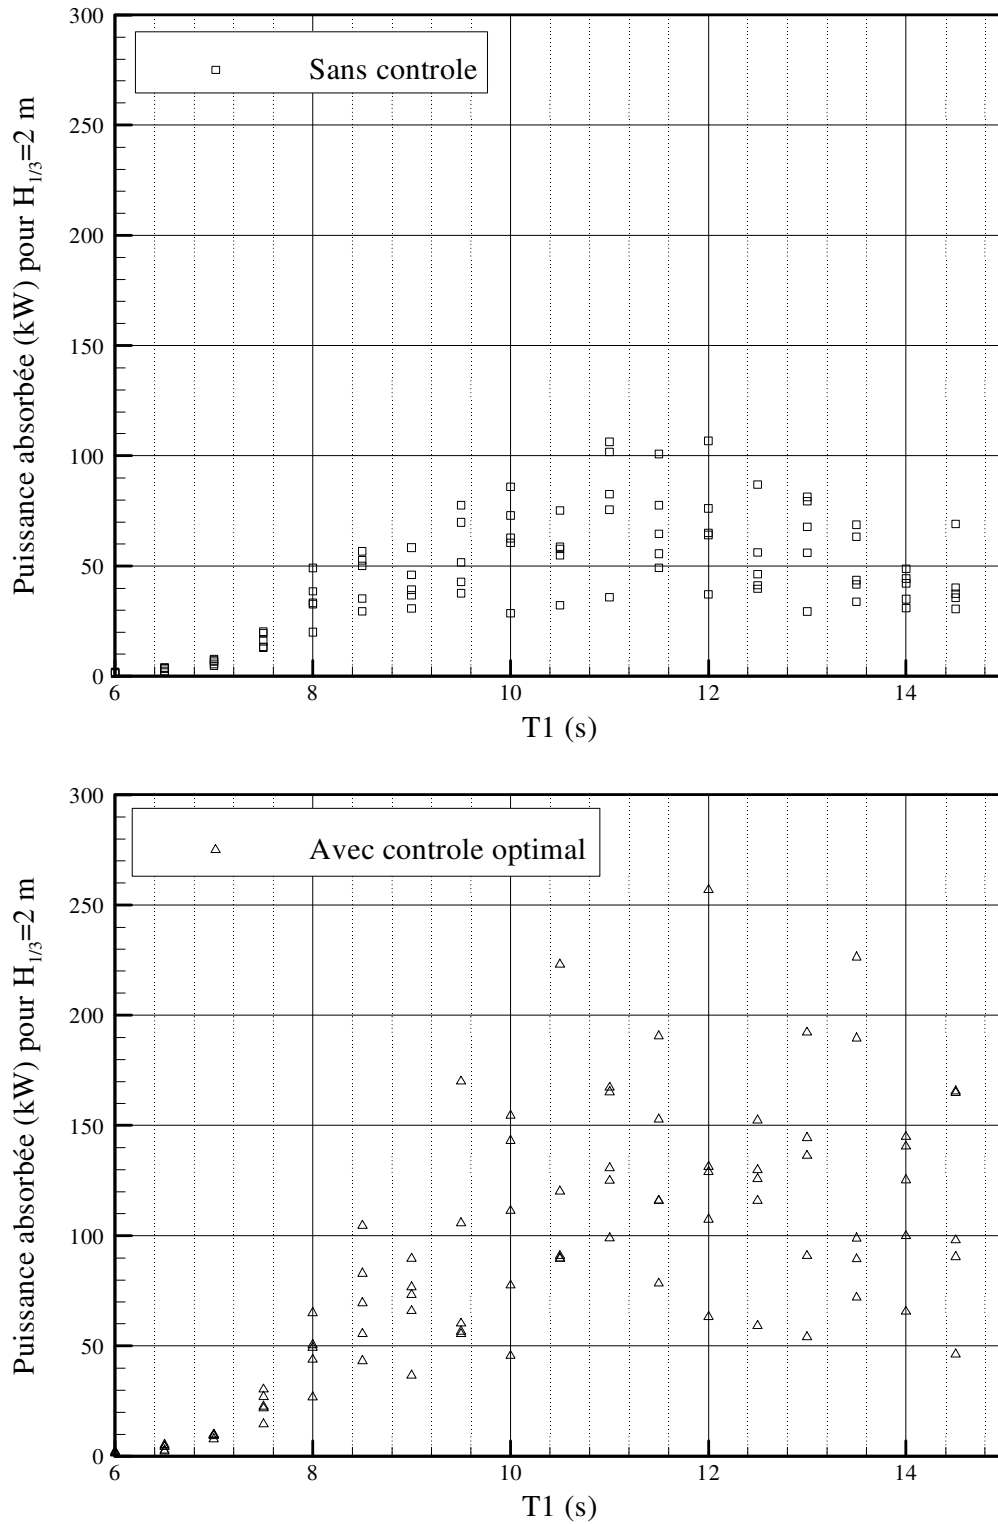 300
250
200
150
100
50
0
Puissance absorbée (kW) pour H1/3=2 m
Sans controle
6 8 10 12 14
T1 (s)
300
250
200
150
100
50
0
Puissance absorbée (kW) pour H1/3=2 m
Avec controle optimal
6 8 10 12 14
T1 (s)